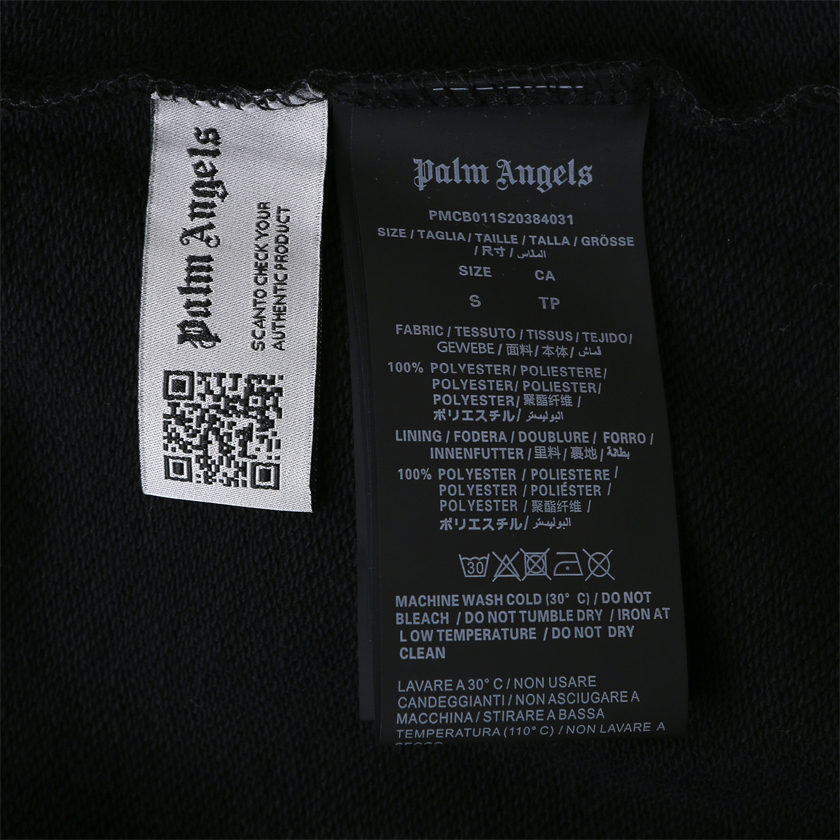 Palm Angels
SCANTO CHECK YOUR
AUTHENTIC PRODUCT
Palm Angels
PMCB011S20384031
SIZE / TAGLIA / TAILLE / TALLA / GRÖSSE
/ 尺寸 / المقاس
SIZE CA
S TP
FABRIC / TESSUTO / TISSUS / TEJIDO /
GEWEBE / 面料 / 本体 / قماش
100% POLYESTER / POLIESTERE /
POLYESTER / POLIESTER /
POLYESTER / 聚酯纤维 /
ポリエステル / البوليستر
LINING / FODERA / DOUBLURE / FORRO /
INNENFUTTER / 里料 / 裏地 / بطانة
100% POLYESTER / POLIESTERE /
POLYESTER / POLIÉSTER /
POLYESTER / 聚酯纤维 /
ポリエステル / البوليستر
30
MACHINE WASH COLD (30° C) / DO NOT
BLEACH / DO NOT TUMBLE DRY / IRON AT
LOW TEMPERATURE / DO NOT DRY
CLEAN
LAVARE A 30° C / NON USARE
CANDEGGIANTI / NON ASCIUGARE A
MACCHINA / STIRARE A BASSA
TEMPERATURA (110° C) / NON LAVARE A
SECCO